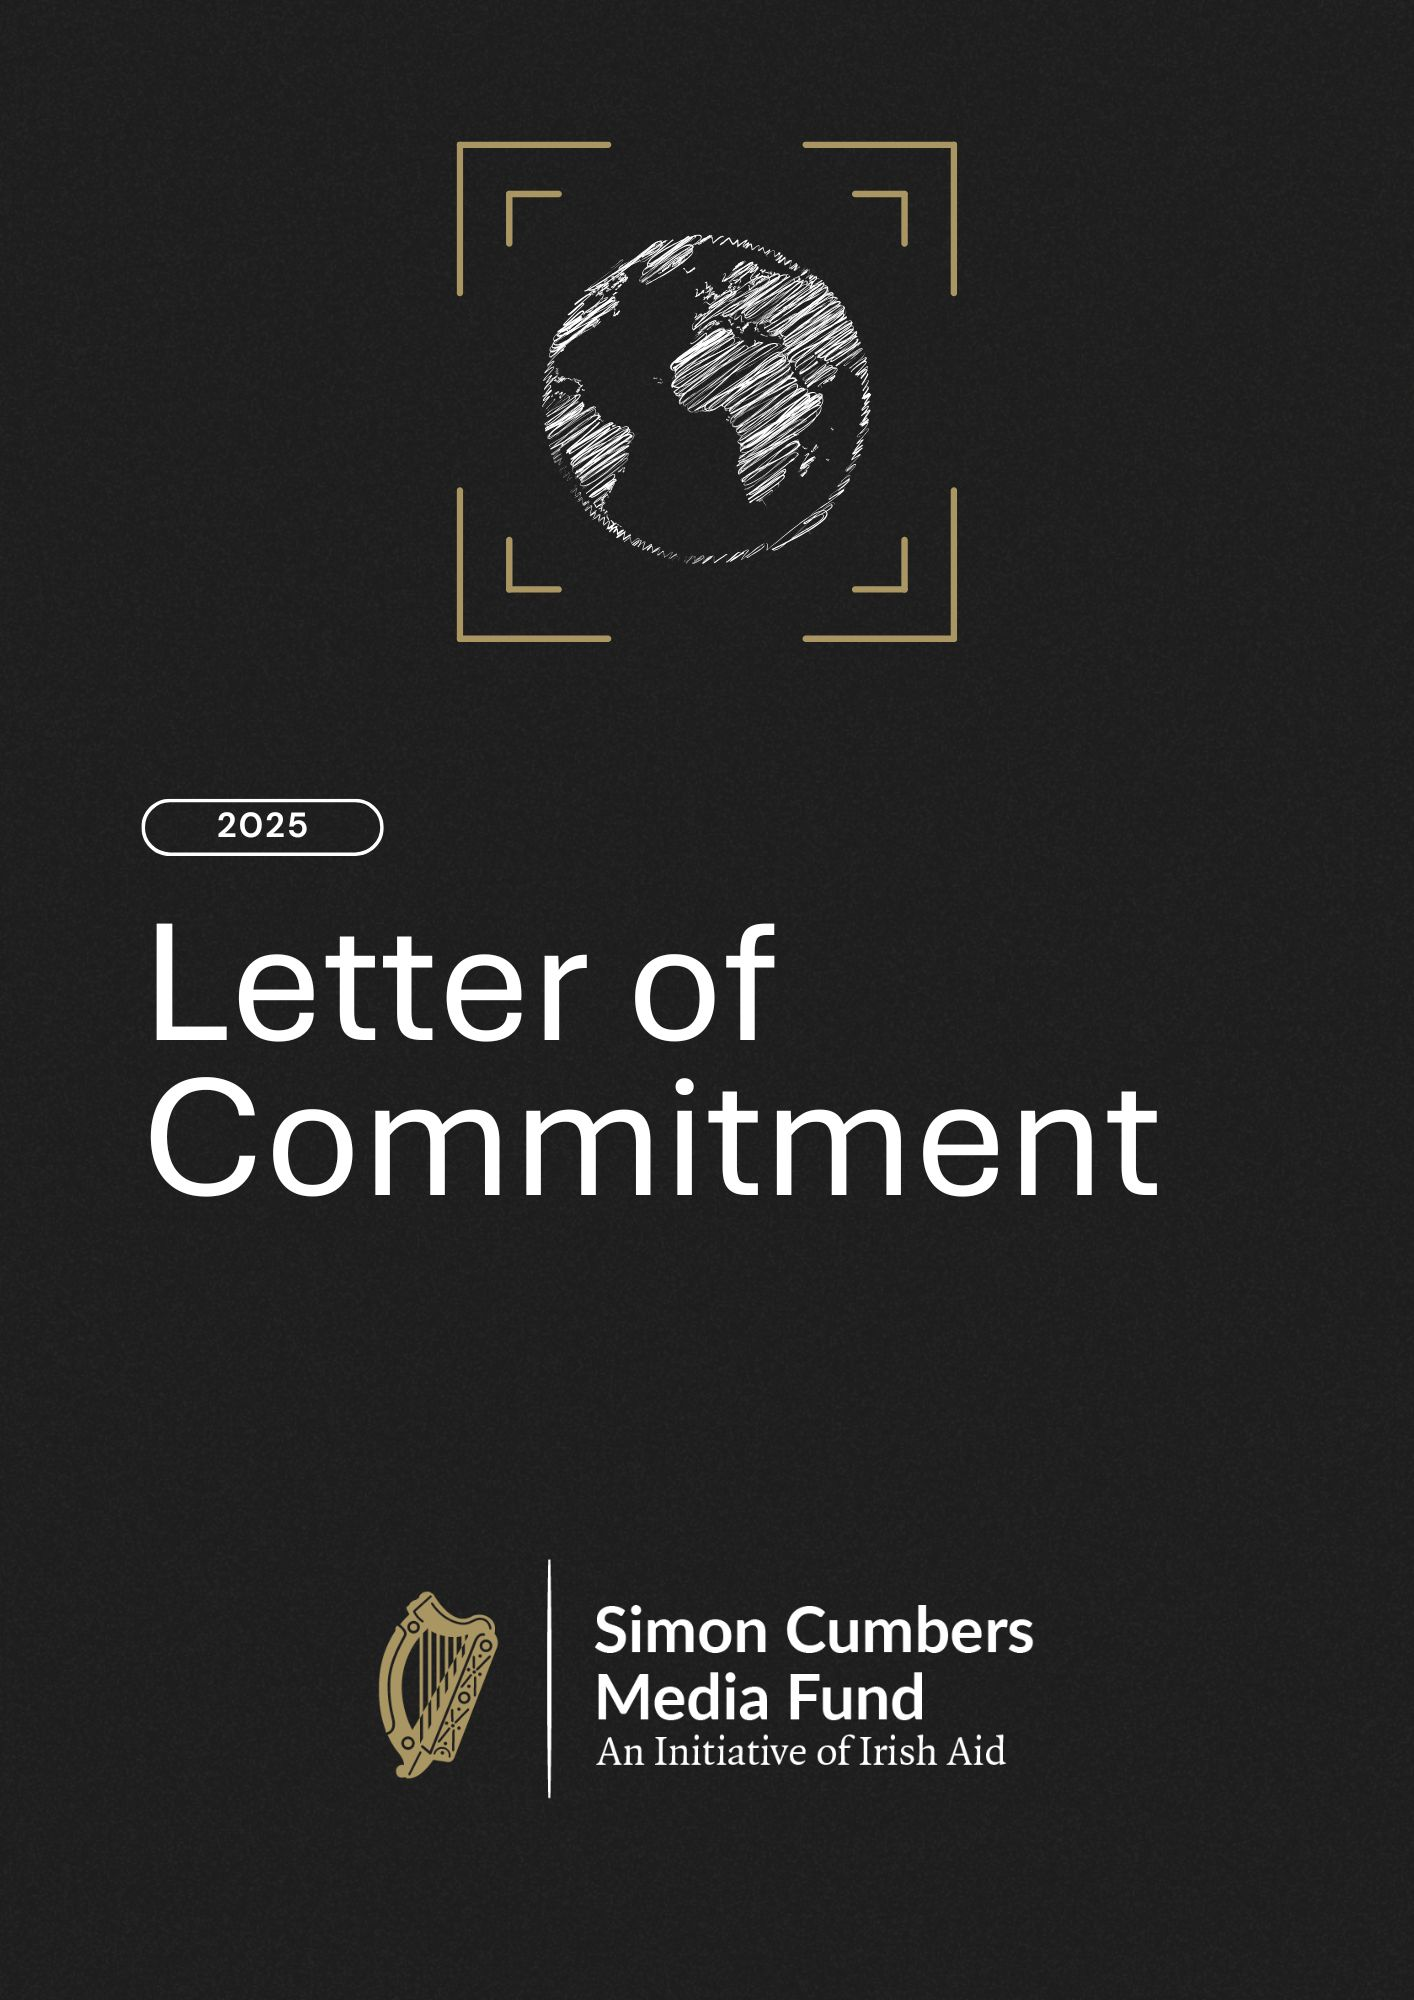 2025
Letter of
Commitment
Simon Cumbers
Media Fund
An Initiative of Irish Aid